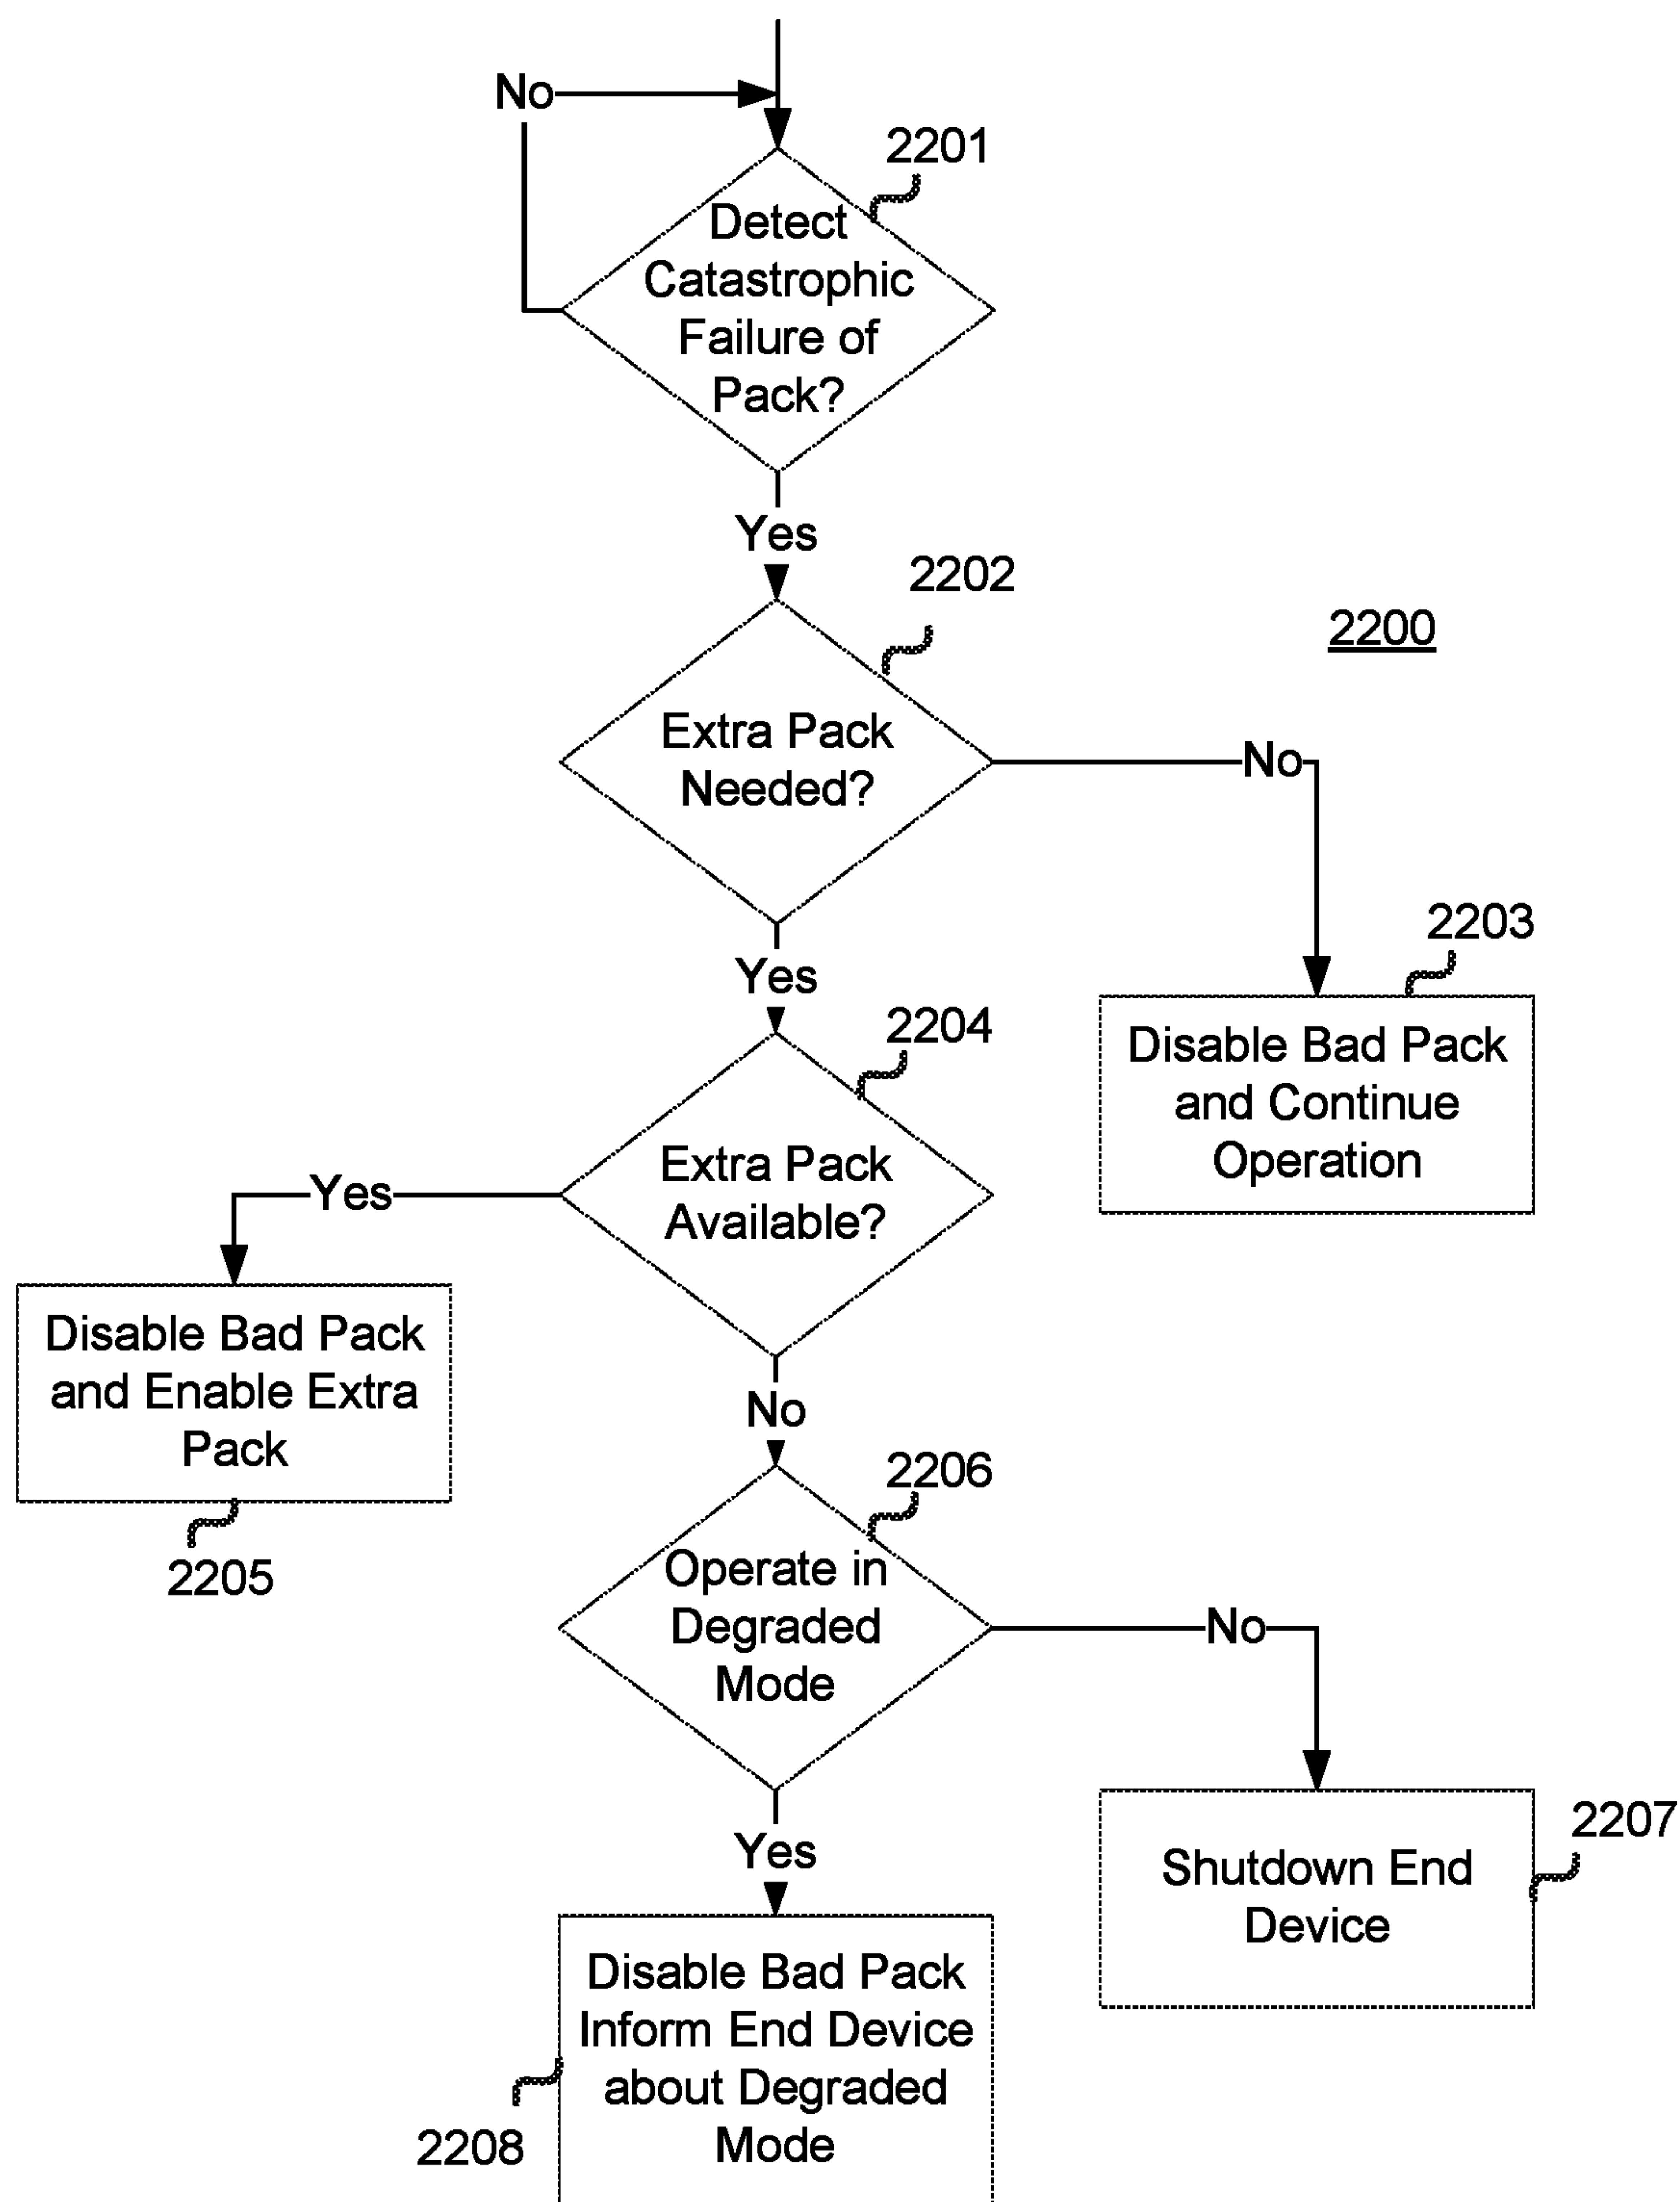 No
2201
Detect
Catastrophic
Failure of
Pack?
Yes
2202
2200
Extra Pack
Needed?
No
2203
Yes
2204
Disable Bad Pack
and Continue
Operation
Extra Pack
Available?
Yes
Disable Bad Pack
and Enable Extra
Pack
No
2206
2205
Operate in
Degraded
Mode
No
2207
Yes
Shutdown End
Device
Disable Bad Pack
Inform End Device
about Degraded
Mode
2208